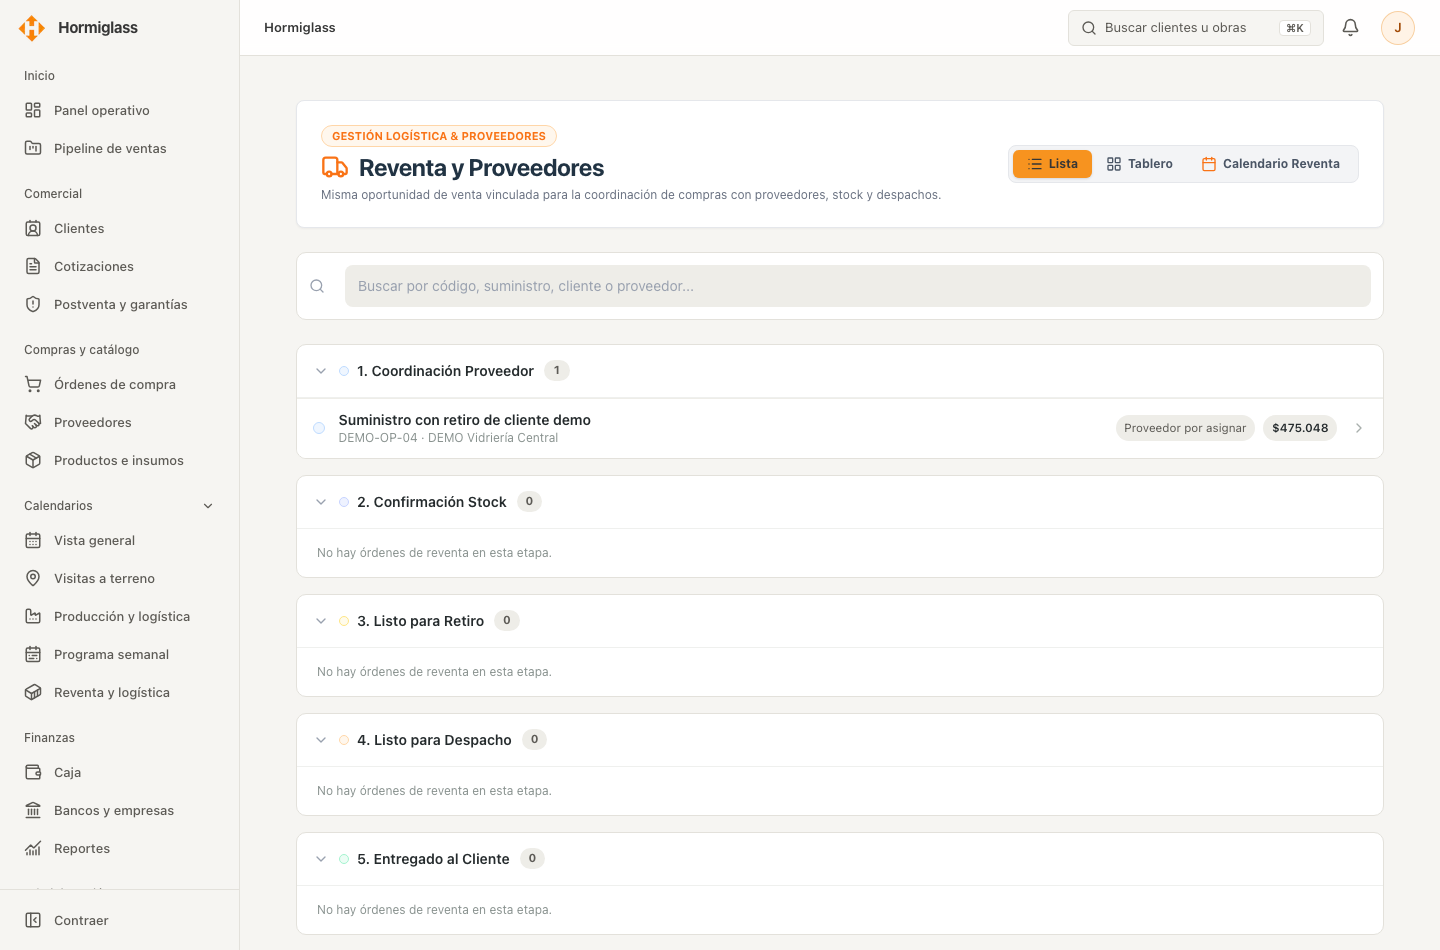 Hormiglass
Inicio
Panel operativo
Pipeline de ventas
Comercial
Clientes
Cotizaciones
Postventa y garantías
Compras y catálogo
Órdenes de compra
Proveedores
Productos e insumos
Calendarios
Vista general
Visitas a terreno
Producción y logística
Programa semanal
Reventa y logística
Finanzas
Caja
Bancos y empresas
Reportes
Contraer
Hormiglass
Buscar clientes u obras ⌘K
J
GESTIÓN LOGÍSTICA & PROVEEDORES
Reventa y Proveedores
Misma oportunidad de venta vinculada para la coordinación de compras con proveedores, stock y despachos.
Lista Tablero Calendario Reventa
Buscar por código, suministro, cliente o proveedor...
1. Coordinación Proveedor 1
Suministro con retiro de cliente demo
DEMO-OP-04 · DEMO Vidriería Central
Proveedor por asignar $475.048
2. Confirmación Stock 0
No hay órdenes de reventa en esta etapa.
3. Listo para Retiro 0
No hay órdenes de reventa en esta etapa.
4. Listo para Despacho 0
No hay órdenes de reventa en esta etapa.
5. Entregado al Cliente 0
No hay órdenes de reventa en esta etapa.